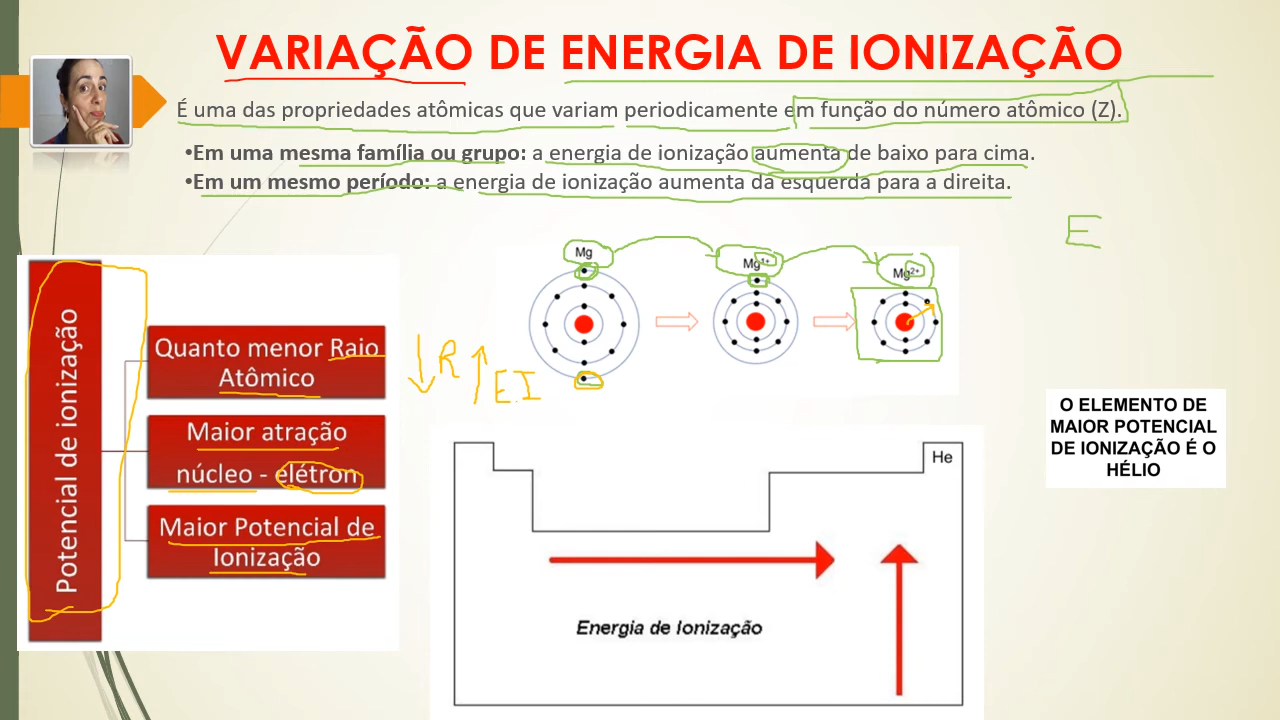 VARIAÇÃO DE ENERGIA DE IONIZAÇÃO
É uma das propriedades atômicas que variam periodicamente em função do número atômico (Z).
•Em uma mesma família ou grupo: a energia de ionização aumenta de baixo para cima.
•Em um mesmo período: a energia de ionização aumenta da esquerda para a direita.
E
Mg
Mg1+
Mg2+
Potencial de ionização
Quanto menor Raio
Atômico
Maior atração
núcleo - elétron
Maior Potencial de
Ionização
↓R ↑E.I
O ELEMENTO DE
MAIOR POTENCIAL
DE IONIZAÇÃO É O
HÉLIO
He
Energia de Ionização